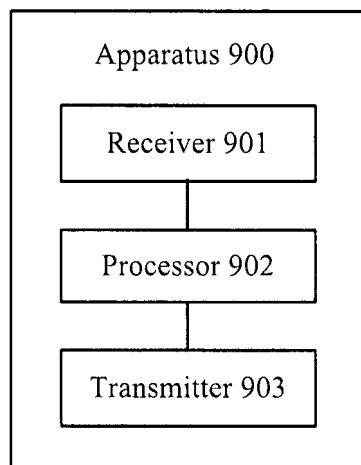 Apparatus 900
Receiver 901
Processor 902
Transmitter 903